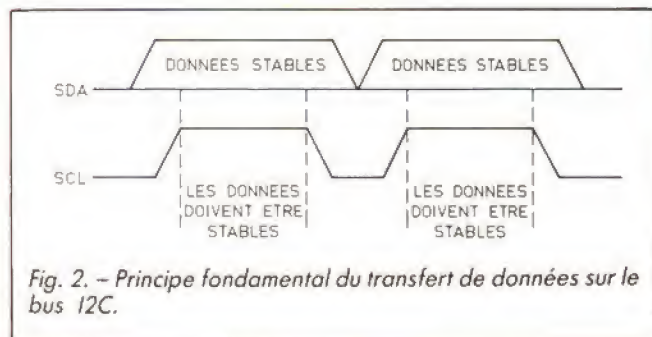 DONNEES STABLES DONNEES STABLES
SDA
SCL
LES DONNEES LES DONNEES
DOIVENT ETRE DOIVENT ETRE
STABLES STABLES
Fig. 2. – Principe fondamental du transfert de données sur le
bus I2C.